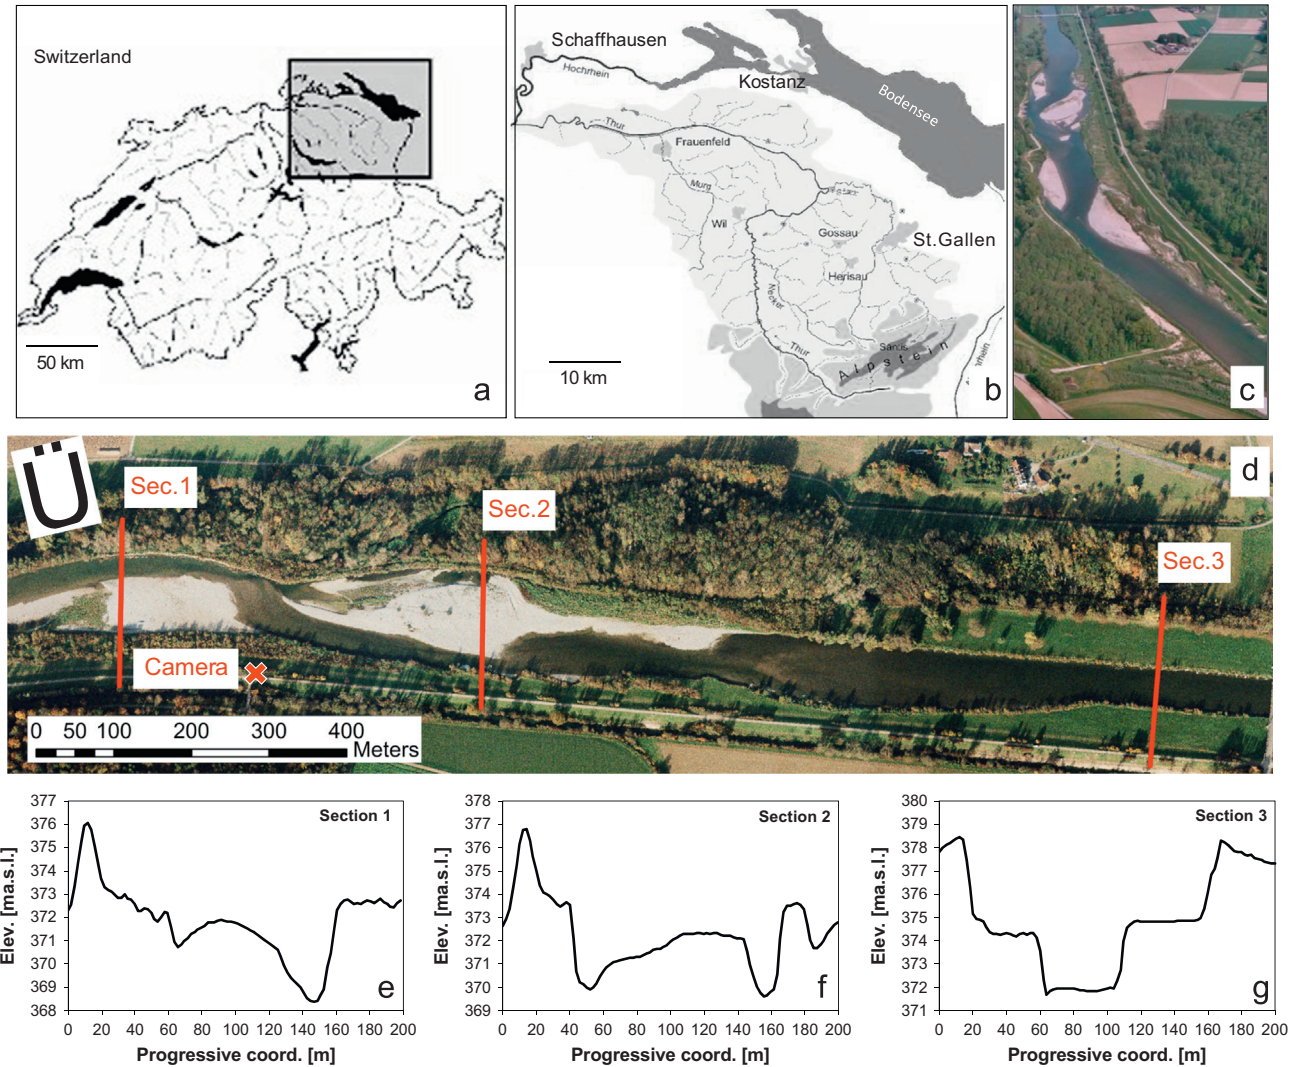 Switzerland
50 km
a
Schaffhausen
Hochrhein
Kostanz
Bodensee
Thur
Frauenfeld
Murg
Wil
Gossau
St.Gallen
Herisau
Necker
Thur
Säntis
Alpstein
10 km
b
c
Ü
Sec.1
Sec.2
Sec.3
d
Camera
0 50 100 200 300 400
Meters
377
376
375
374
373
372
371
370
369
368
Elev. [ma.s.l.]
Section 1
e
0 20 40 60 80 100 120 140 160 180 200
Progressive coord. [m]
378
377
376
375
374
373
372
371
370
369
Elev. [ma.s.l.]
Section 2
f
0 20 40 60 80 100 120 140 160 180 200
Progressive coord. [m]
380
379
378
377
376
375
374
373
372
371
Elev. [ma.s.l.]
Section 3
g
0 20 40 60 80 100 120 140 160 180 200
Progressive coord. [m]